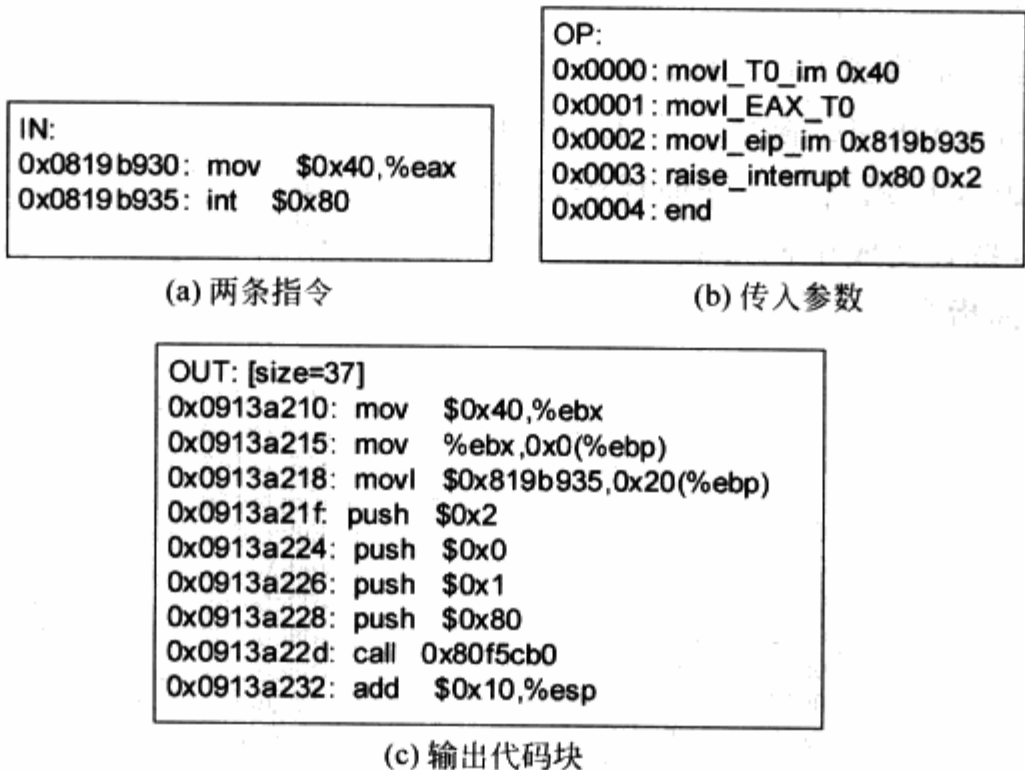 IN:
0x0819b930: mov $0x40,%eax
0x0819b935: int $0x80
(a) 两条指令
OP:
0x0000: movl_T0_im 0x40
0x0001: movl_EAX_T0
0x0002: movl_eip_im 0x819b935
0x0003: raise_interrupt 0x80 0x2
0x0004: end
(b) 传入参数
OUT: [size=37]
0x0913a210: mov $0x40,%ebx
0x0913a215: mov %ebx,0x0(%ebp)
0x0913a218: movl $0x819b935,0x20(%ebp)
0x0913a21f: push $0x2
0x0913a224: push $0x0
0x0913a226: push $0x1
0x0913a228: push $0x80
0x0913a22d: call 0x80f5cb0
0x0913a232: add $0x10,%esp
(c) 输出代码块